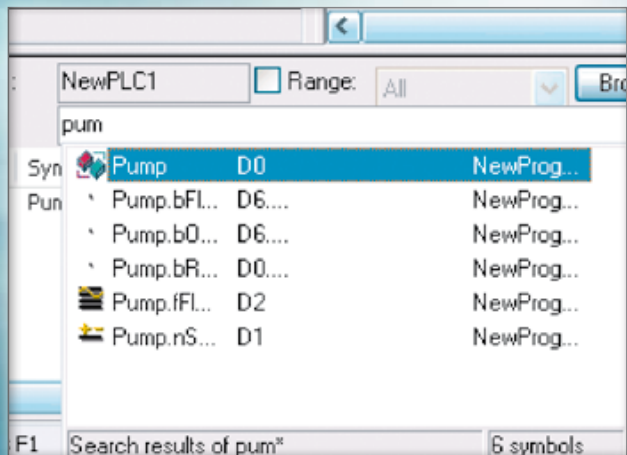 : NewPLC1 Range: All Bro
pum
Syn Pump D0 NewProg...
Pun Pump.bFl... D6.... NewProg...
Pump.bO... D6.... NewProg...
Pump.bR... D0.... NewProg...
Pump.fFl... D2 NewProg...
Pump.nS... D1 NewProg...
F1 Search results of pum* 6 symbols